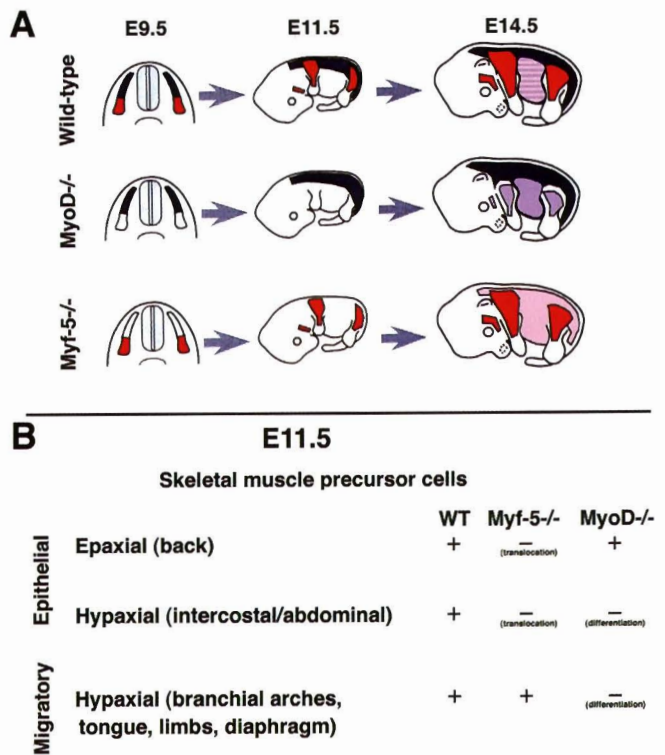 A
E9.5 E11.5 E14.5
Wild-type
MyoD-/-
Myf-5-/-
B
E11.5
Skeletal muscle precursor cells
WT Myf-5-/- MyoD-/-
Epithelial
Epaxial (back) + − +
(translocation)
Hypaxial (intercostal/abdominal) + − −
(translocation) (differentiation)
Migratory
Hypaxial (branchial arches, + + −
tongue, limbs, diaphragm) (differentiation)